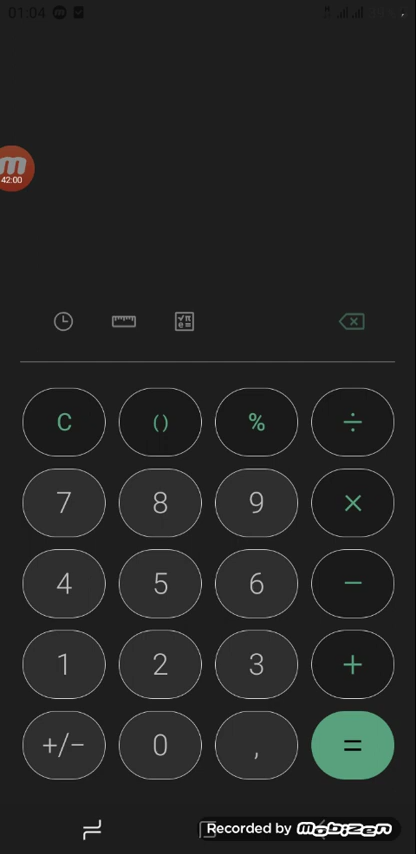 01:04
m
42:00
C () % ÷
7 8 9 ×
4 5 6 −
1 2 3 +
+/− 0 , =
Recorded by mobizen